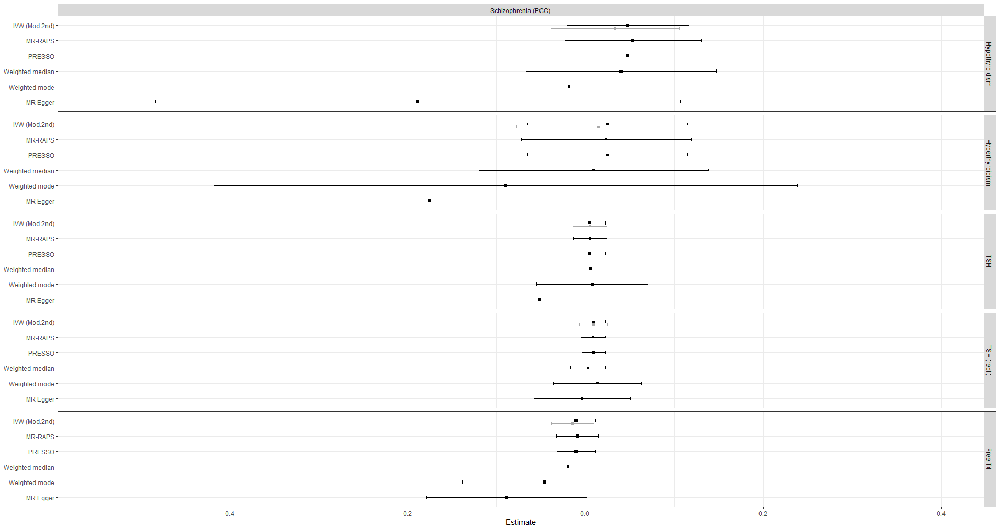 Schizophrenia (PGC)
IVW (Mod.2nd)
MR-RAPS
PRESSO
Weighted median
Weighted mode
MR Egger
Hypothyroidism
IVW (Mod.2nd)
MR-RAPS
PRESSO
Weighted median
Weighted mode
MR Egger
Hyperthyroidism
IVW (Mod.2nd)
MR-RAPS
PRESSO
Weighted median
Weighted mode
MR Egger
TSH
IVW (Mod.2nd)
MR-RAPS
PRESSO
Weighted median
Weighted mode
MR Egger
TSH (repl.)
IVW (Mod.2nd)
MR-RAPS
PRESSO
Weighted median
Weighted mode
MR Egger
Free T4
-0.4 -0.2 0.0 0.2 0.4
Estimate